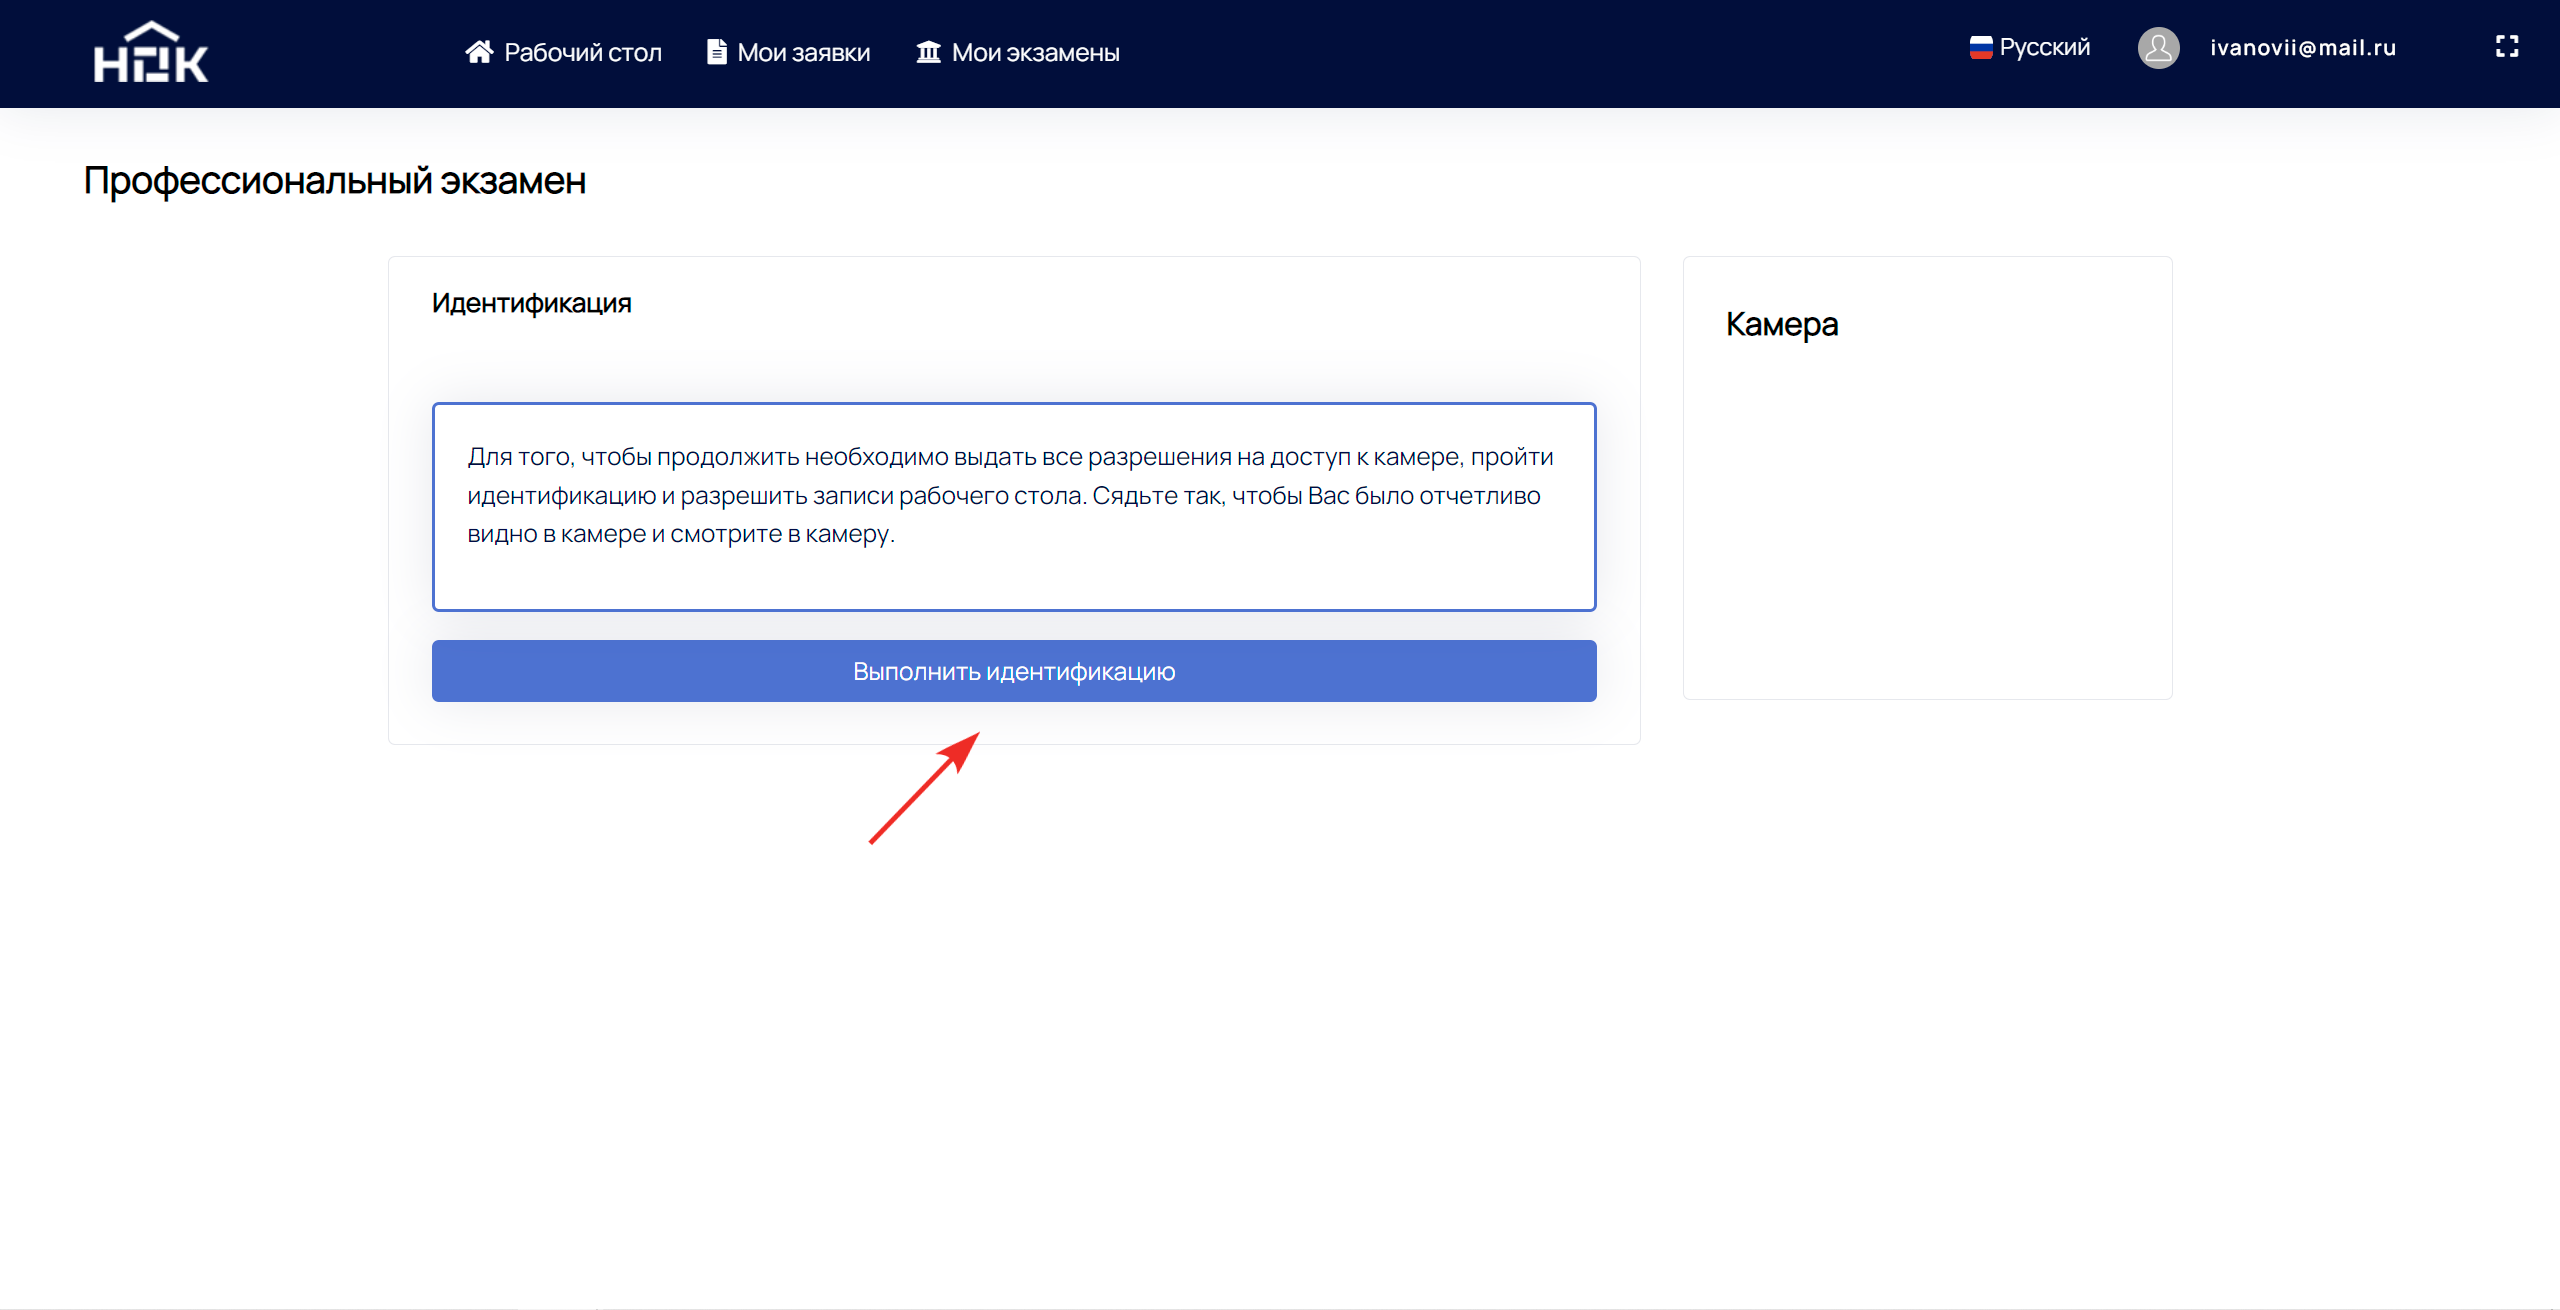 НОК
Рабочий стол
Мои заявки
Мои экзамены
Русский
ivanovii@mail.ru
Профессиональный экзамен
Идентификация
Камера
Для того, чтобы продолжить необходимо выдать все разрешения на доступ к камере, пройти
идентификацию и разрешить записи рабочего стола. Сядьте так, чтобы Вас было отчетливо
видно в камере и смотрите в камеру.
Выполнить идентификацию